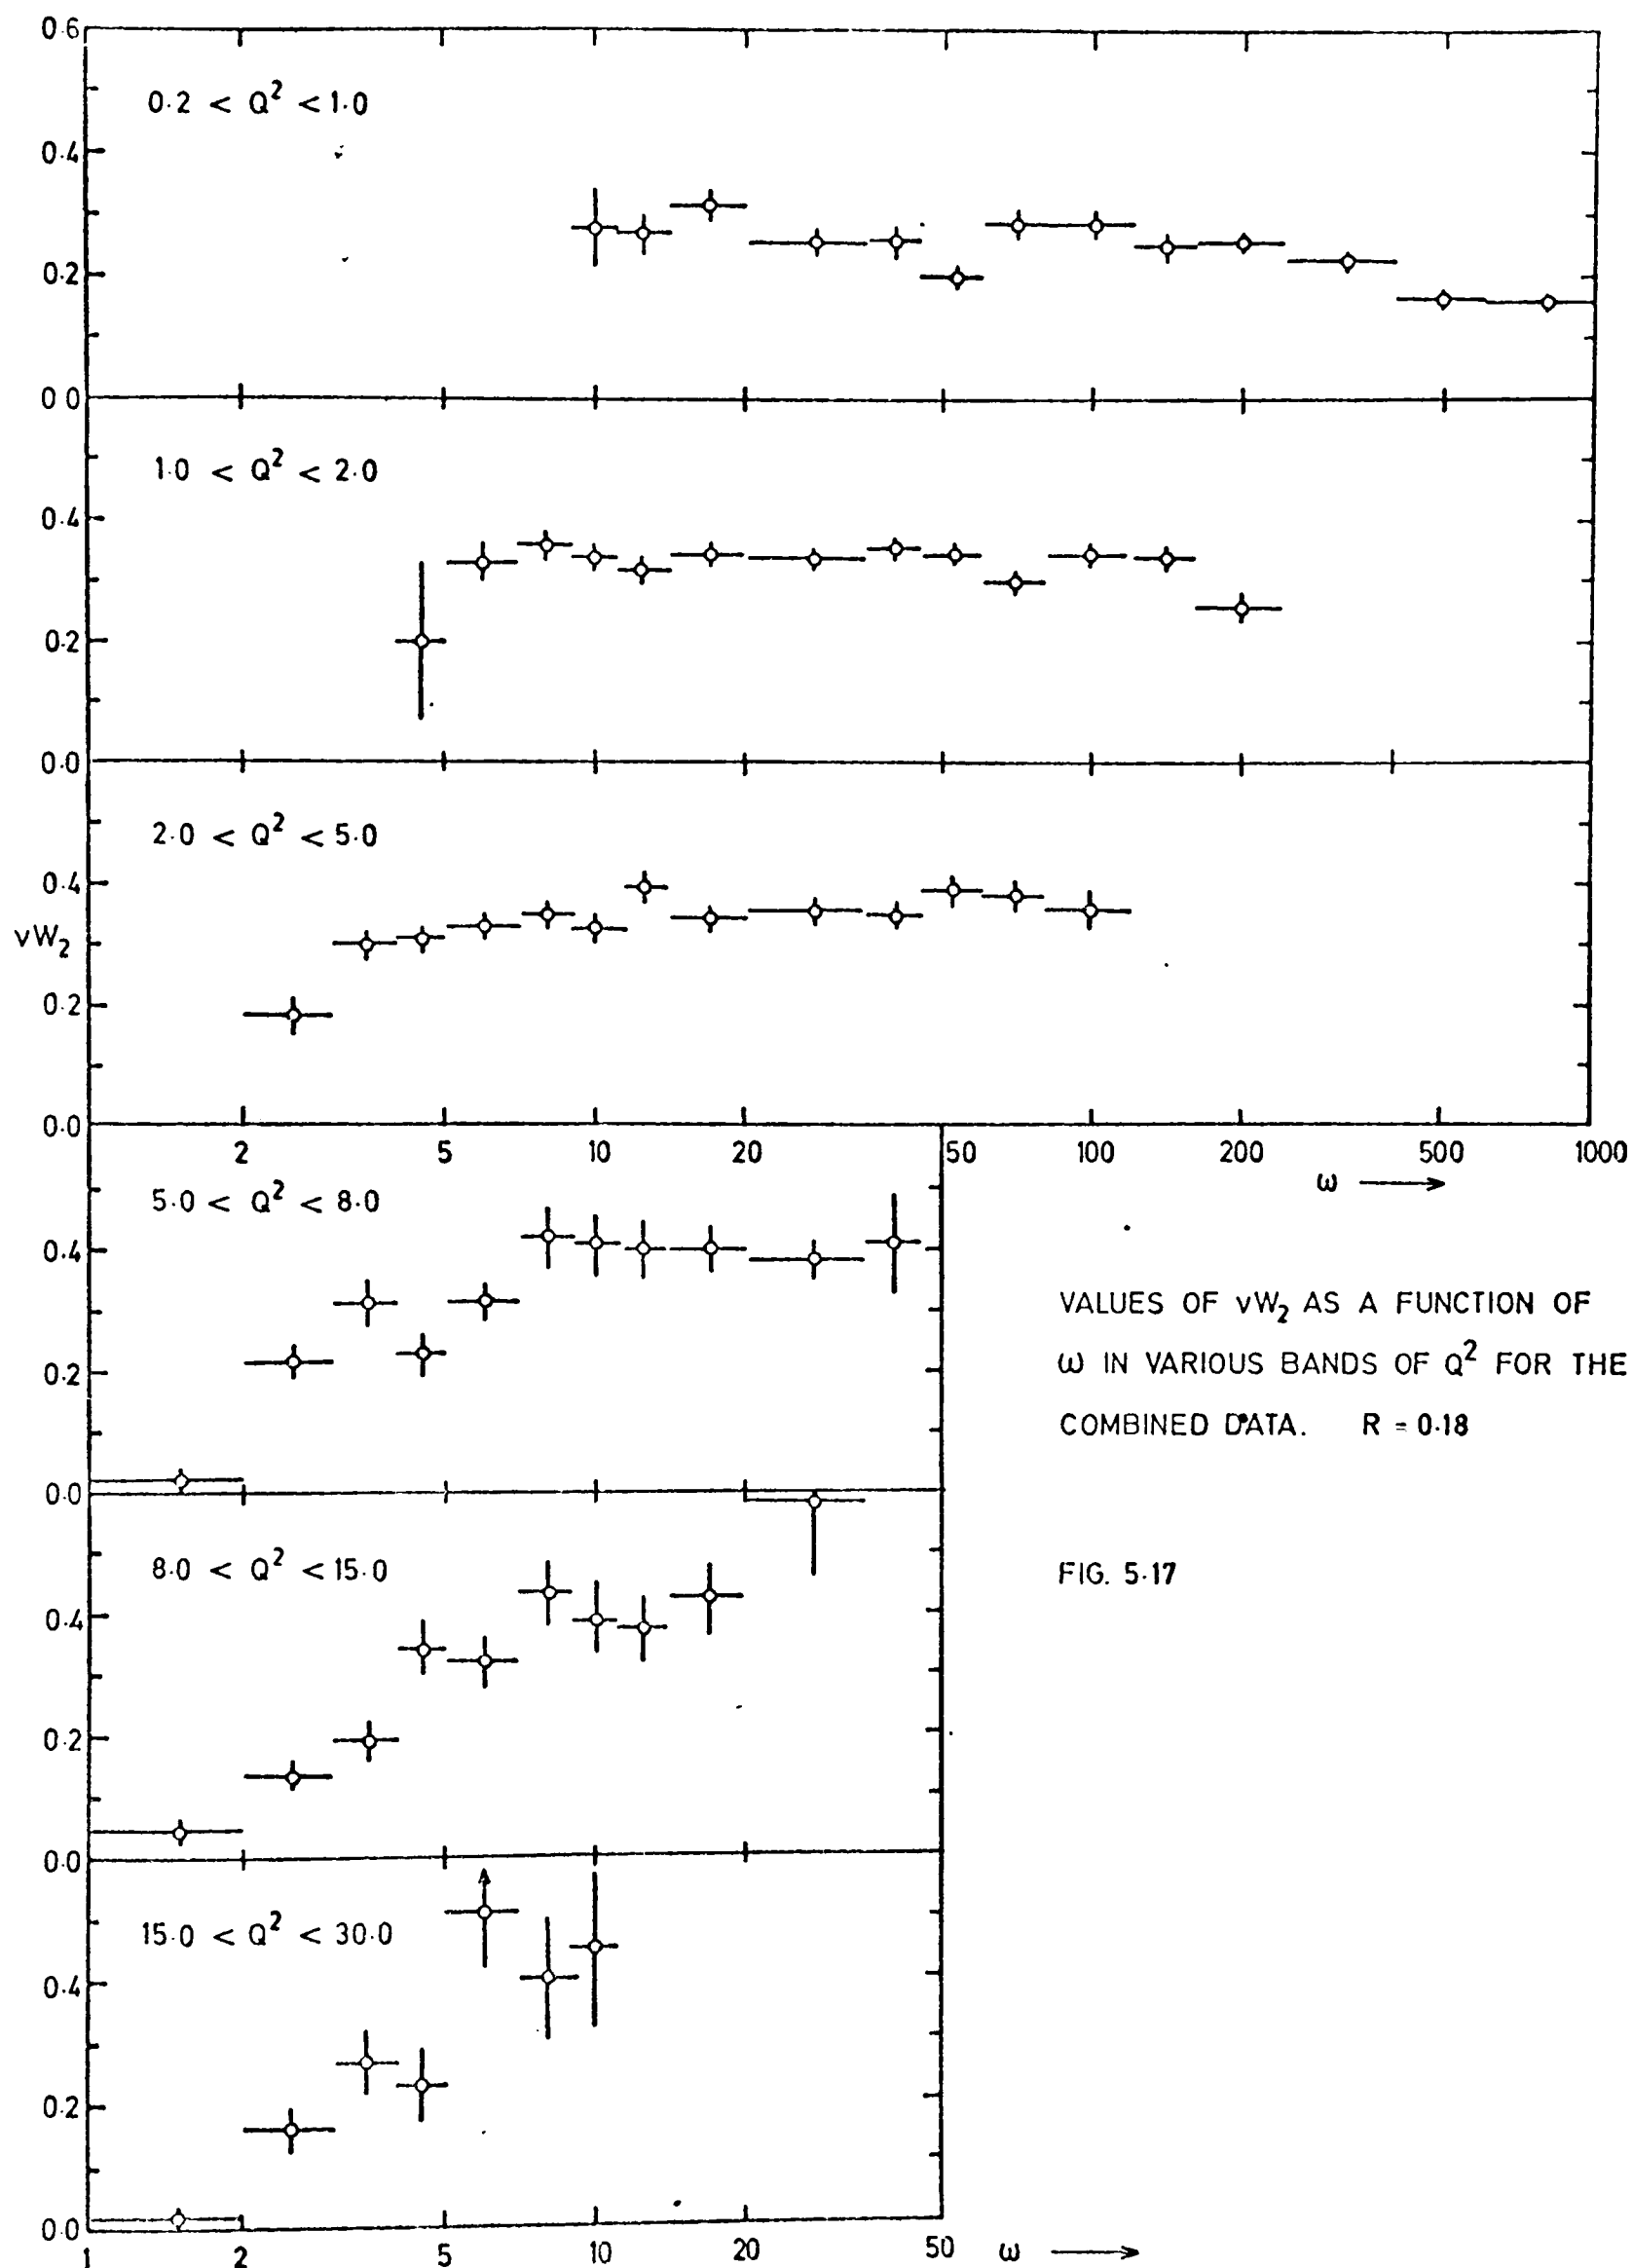 0.6
0.2 < Q² < 1.0
0.4
0.2
0.0
1.0 < Q² < 2.0
0.4
0.2
0.0
2.0 < Q² < 5.0
0.4
νW₂
0.2
0.0
2 5 10 20 50 100 200 500 1000
ω
5.0 < Q² < 8.0
0.4
0.2
0.0
VALUES OF νW₂ AS A FUNCTION OF
ω IN VARIOUS BANDS OF Q² FOR THE
COMBINED DATA. R = 0.18
8.0 < Q² < 15.0
FIG. 5.17
0.4
0.2
0.0
15.0 < Q² < 30.0
0.4
0.2
0.0
1 2 5 10 20 50 ω